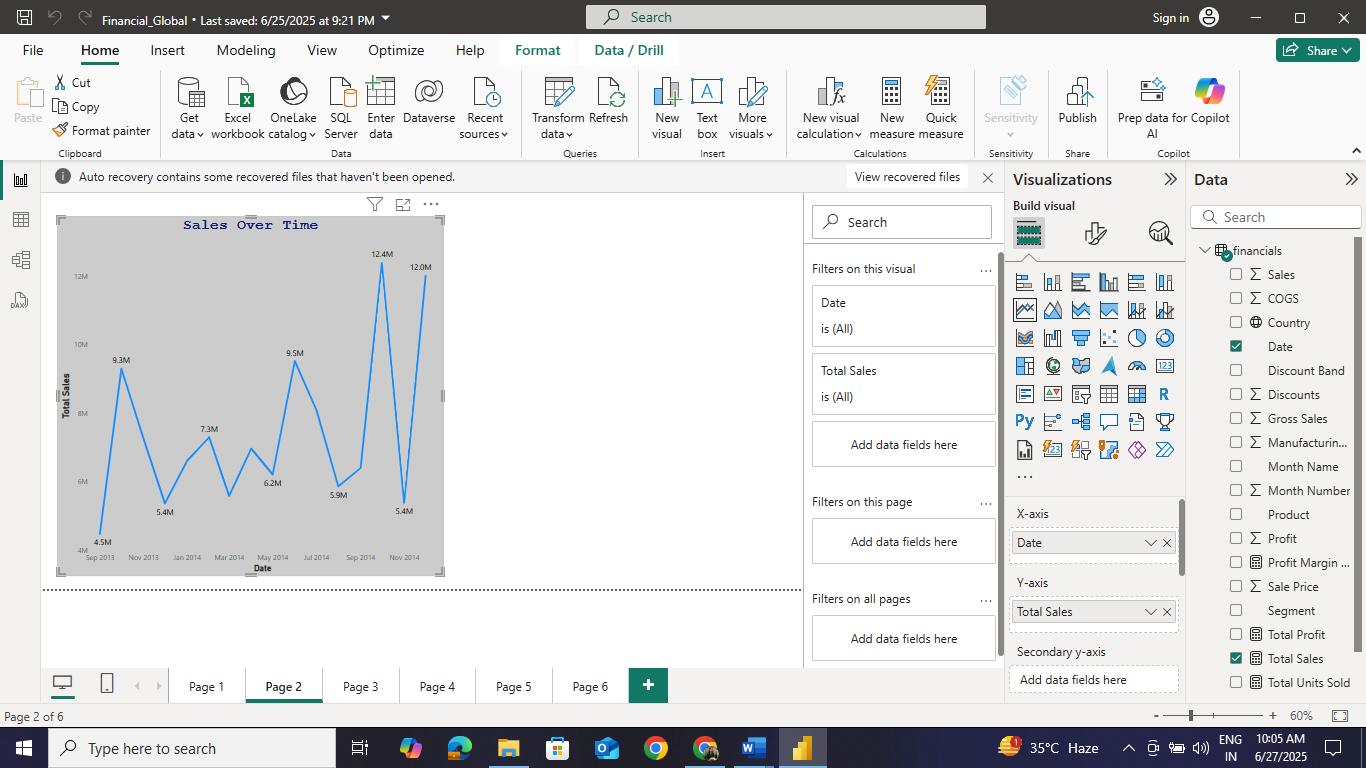 Financial_Global • Last saved: 6/25/2025 at 9:21 PM
Search
Sign in
File Home Insert Modeling View Optimize Help Format Data / Drill
Share
Paste
Cut
Copy
Format painter
Clipboard
Get data
Excel workbook
OneLake catalog
SQL Server
Enter data
Dataverse
Recent sources
Data
Transform data
Refresh
Queries
New visual
Text box
More visuals
Insert
New visual calculation
New measure
Quick measure
Calculations
Sensitivity
Sensitivity
Publish
Share
Prep data for AI
Copilot
Copilot
Auto recovery contains some recovered files that haven't been opened.
View recovered files
DAX
Sales Over Time
Total Sales
12M
10M
8M
6M
4M
4.5M
9.3M
5.4M
7.3M
6.2M
9.5M
5.9M
12.4M
5.4M
12.0M
Sep 2013 Nov 2013 Jan 2014 Mar 2014 May 2014 Jul 2014 Sep 2014 Nov 2014
Date
Search
Filters on this visual
...
Date
is (All)
Total Sales
is (All)
Add data fields here
Filters on this page
...
Add data fields here
Filters on all pages
...
Add data fields here
Visualizations
Build visual
123
R
Py
...
X-axis
Date
Y-axis
Total Sales
Secondary y-axis
Add data fields here
Data
Search
financials
Sales
COGS
Country
Date
Discount Band
Discounts
Gross Sales
Manufacturin...
Month Name
Month Number
Product
Profit
Profit Margin ...
Sale Price
Segment
Total Profit
Total Sales
Total Units Sold
Page 1 Page 2 Page 3 Page 4 Page 5 Page 6 +
Page 2 of 6
- + 60%
Type here to search
1
35°C Haze
ENG
IN
10:05 AM
6/27/2025